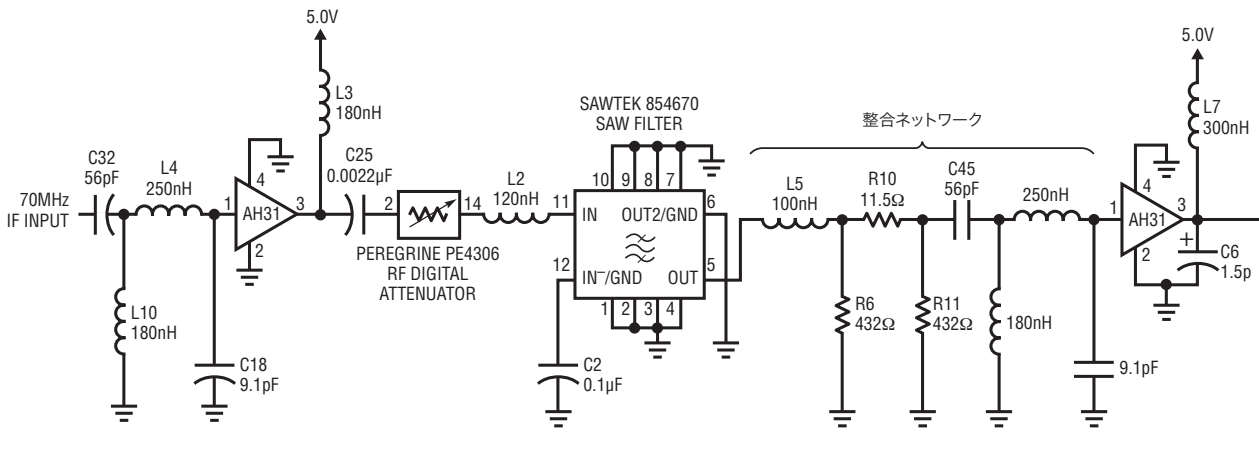 5.0V
5.0V
L3
180nH
L7
300nH
SAWTEK 854670
SAW FILTER
整合ネットワーク
C32
56pF
L4
250nH
C25
0.0022µF
L2
120nH
L5
100nH
R10
11.5Ω
C45
56pF
250nH
70MHz
IF INPUT
1
4
AH31
3
2
2
14
PEREGRINE PE4306
RF DIGITAL
ATTENUATOR
10
9
8
7
11
IN
OUT2/GND
6
12
IN⁻/GND
OUT
5
1
2
3
4
1
4
AH31
3
2
+
C6
1.5p
L10
180nH
C18
9.1pF
C2
0.1µF
R6
432Ω
R11
432Ω
180nH
9.1pF